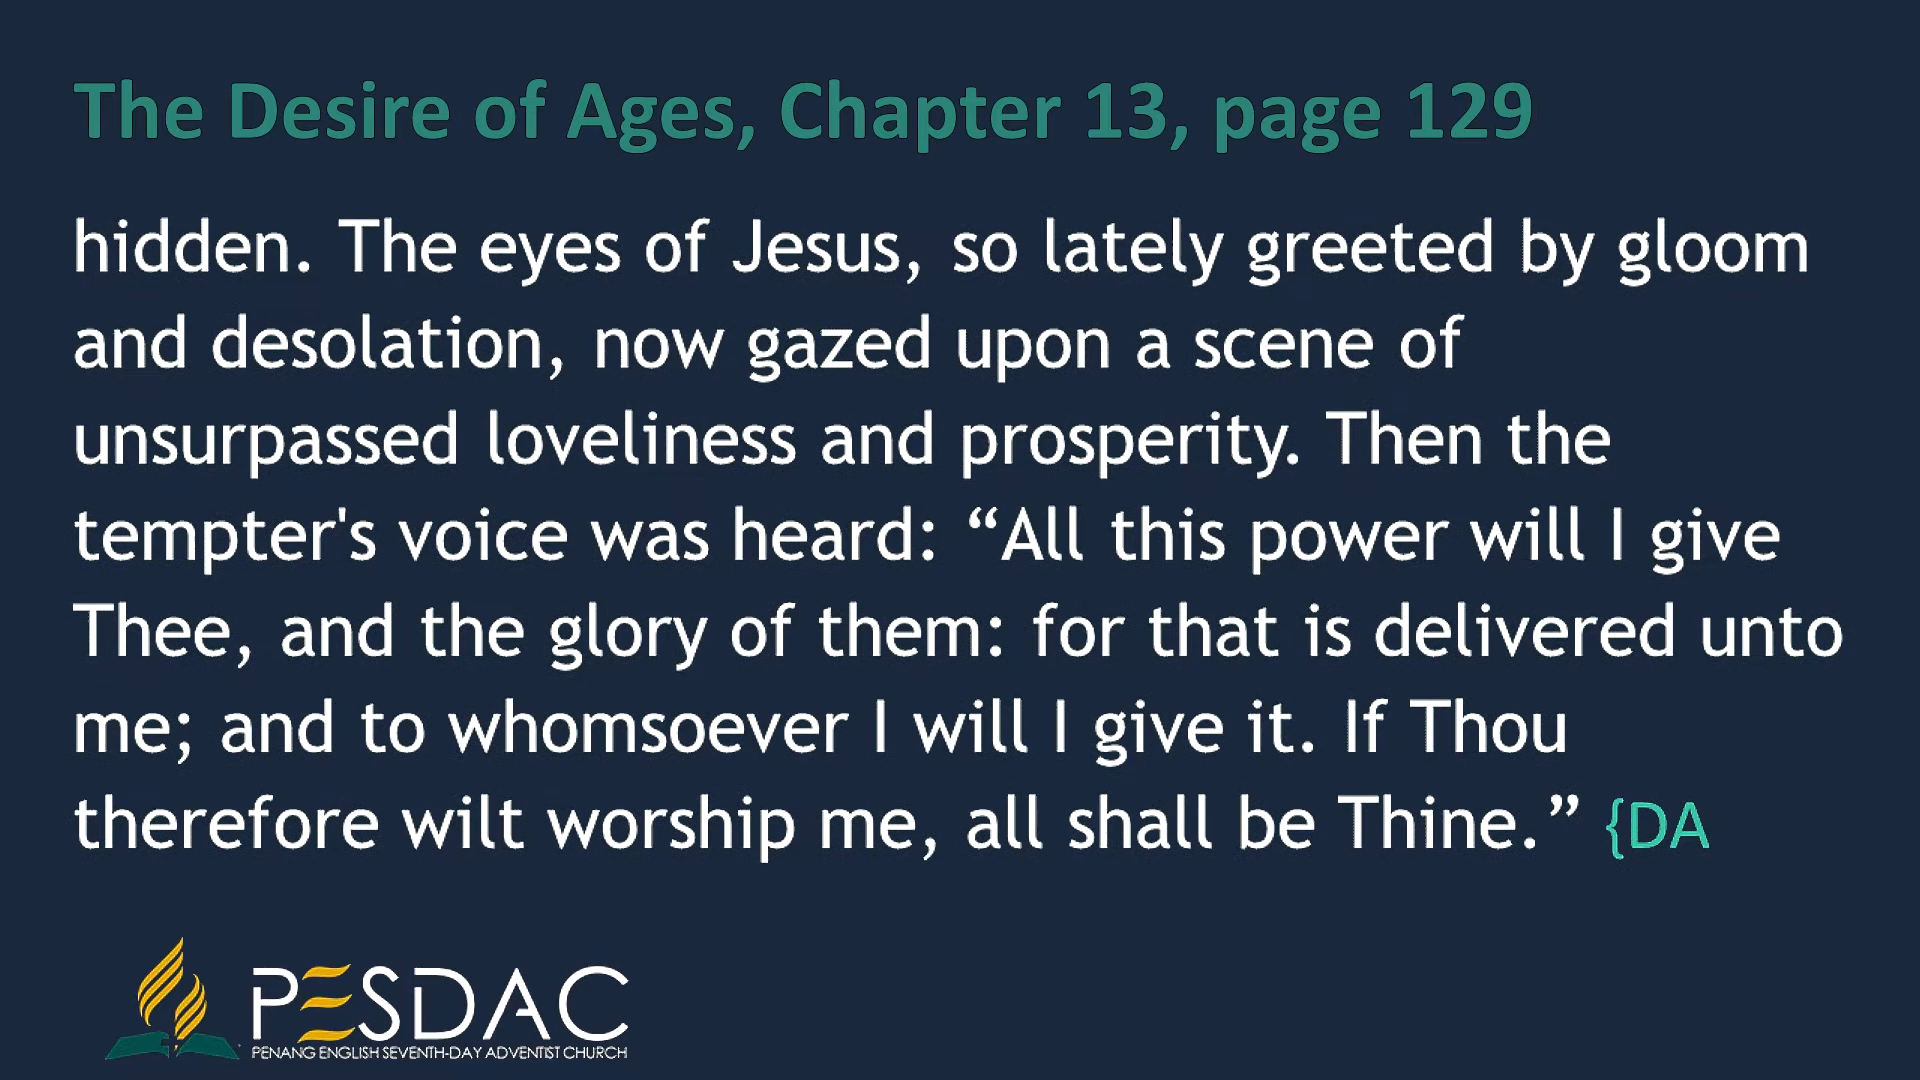 The Desire of Ages, Chapter 13, page 129
hidden. The eyes of Jesus, so lately greeted by gloom
and desolation, now gazed upon a scene of
unsurpassed loveliness and prosperity. Then the
tempter's voice was heard: “All this power will I give
Thee, and the glory of them: for that is delivered unto
me; and to whomsoever I will I give it. If Thou
therefore wilt worship me, all shall be Thine.” {DA
PESDAC
PENANG ENGLISH SEVENTH-DAY ADVENTIST CHURCH